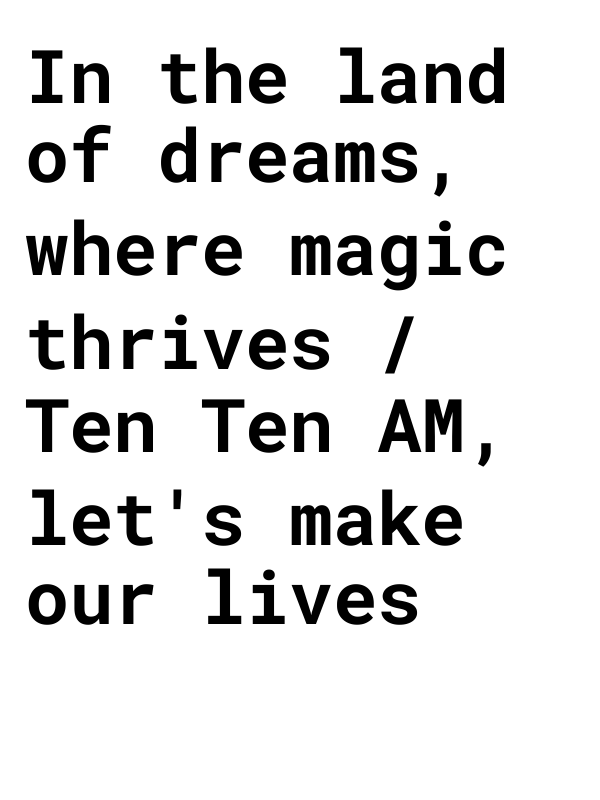 In the land
of dreams,
where magic
thrives /
Ten Ten AM,
let's make
our lives